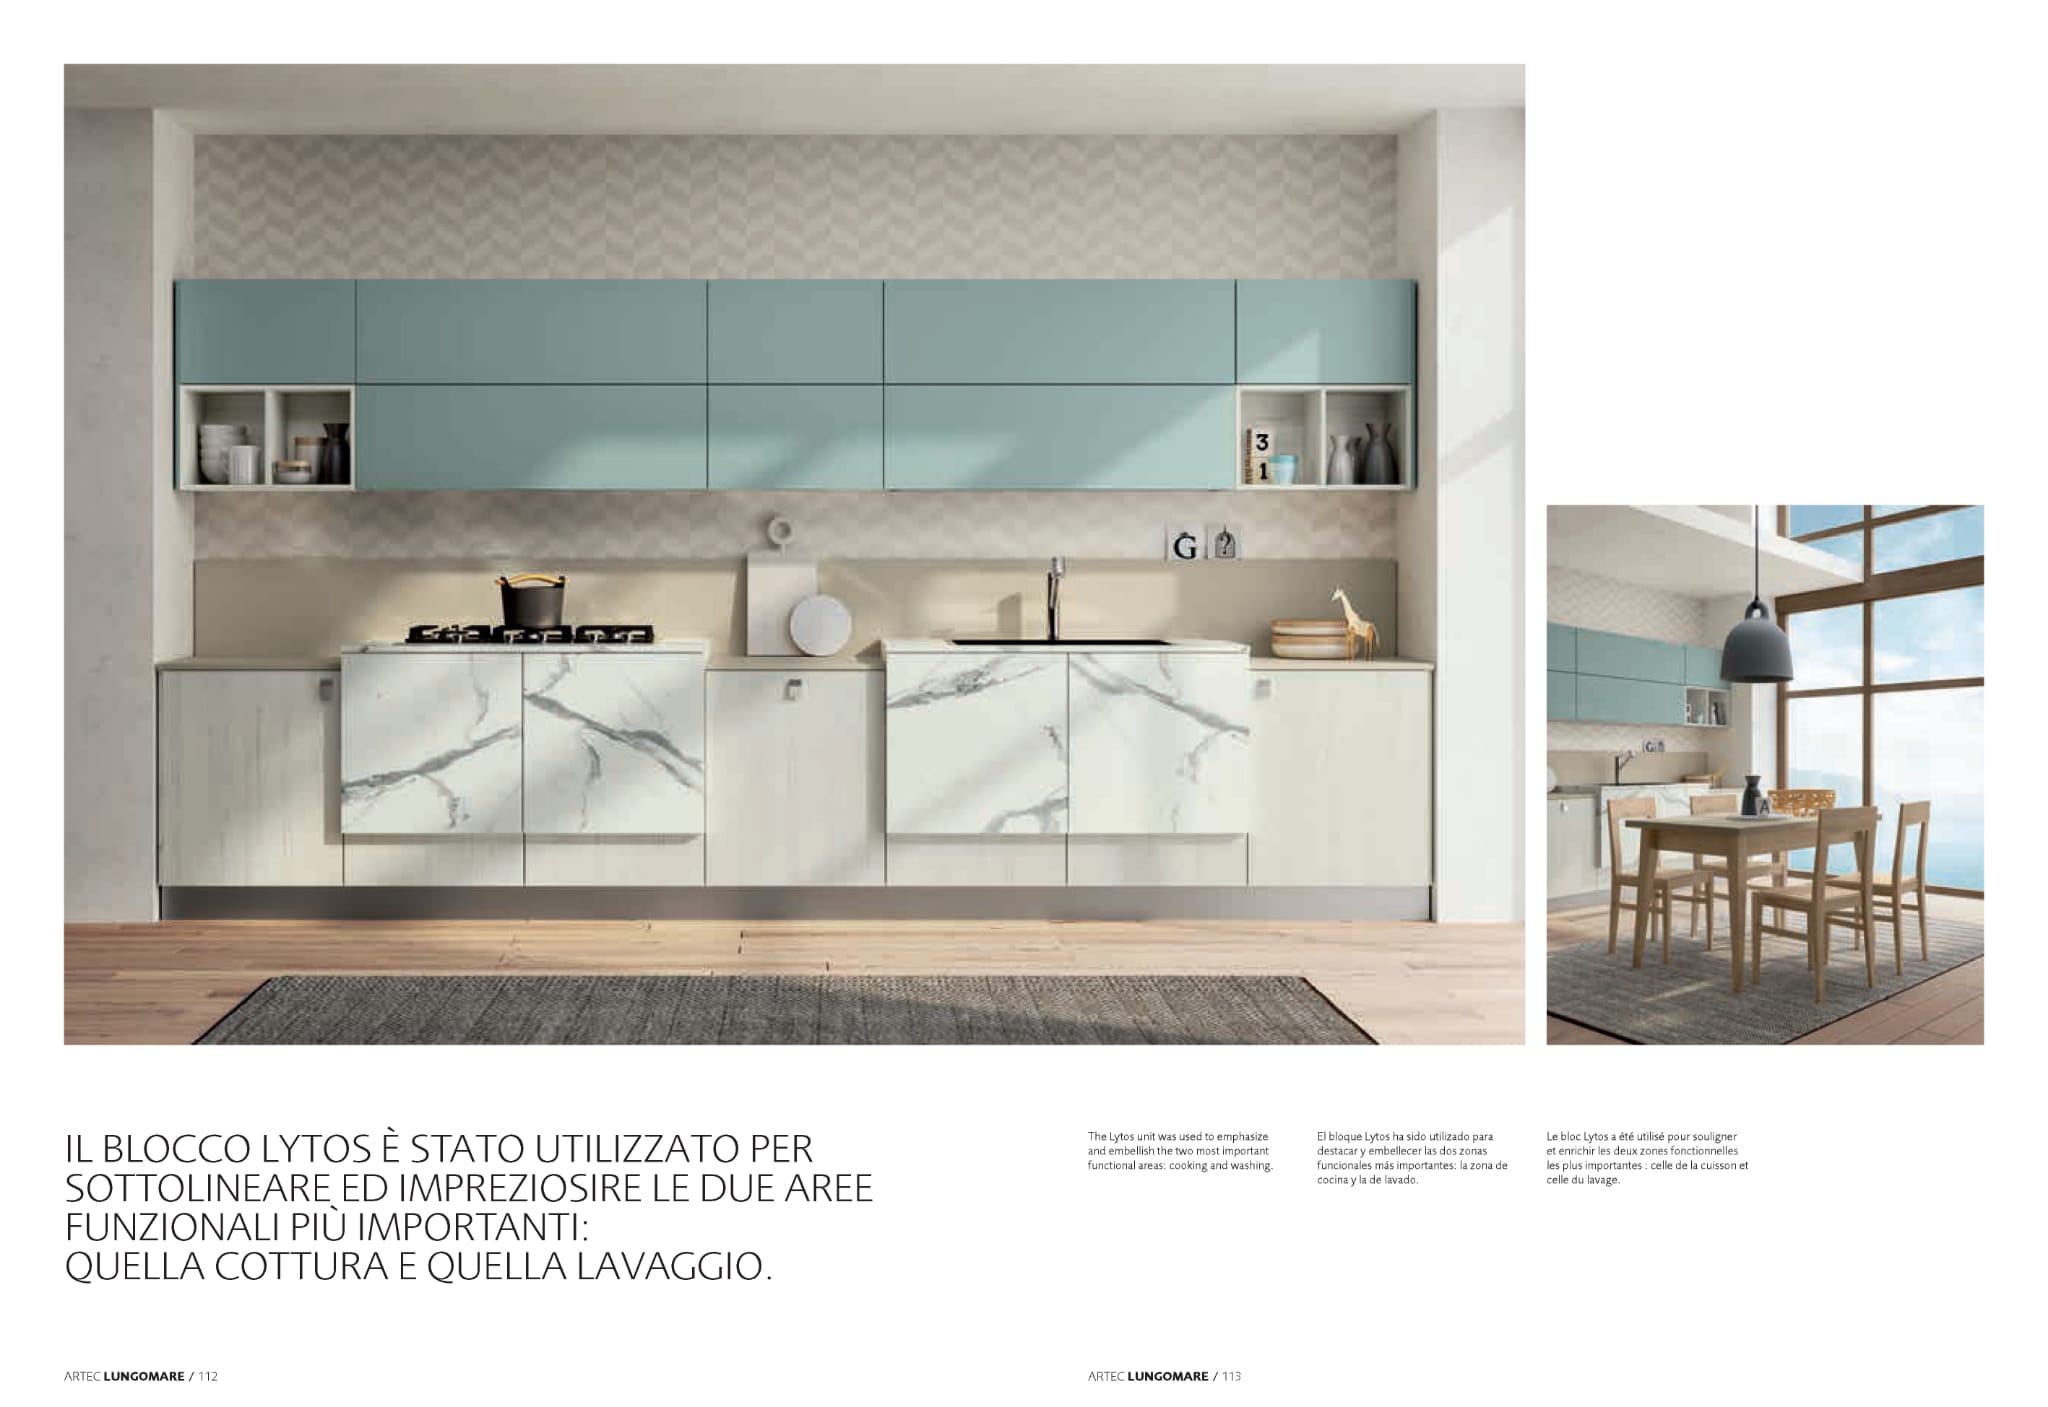 3
1
G
?
G
A
IL BLOCCO LYTOS È STATO UTILIZZATO PER
SOTTOLINEARE ED IMPREZIOSIRE LE DUE AREE
FUNZIONALI PIÙ IMPORTANTI:
QUELLA COTTURA E QUELLA LAVAGGIO.
The Lytos unit was used to emphasize
and embellish the two most important
functional areas: cooking and washing.
El bloque Lytos ha sido utilizado para
destacar y embellecer las dos zonas
funcionales más importantes: la zona de
cocina y la de lavado.
Le bloc Lytos a été utilisé pour souligner
et enrichir les deux zones fonctionnelles
les plus importantes : celle de la cuisson et
celle du lavage.
ARTEC LUNGOMARE / 112
ARTEC LUNGOMARE / 113